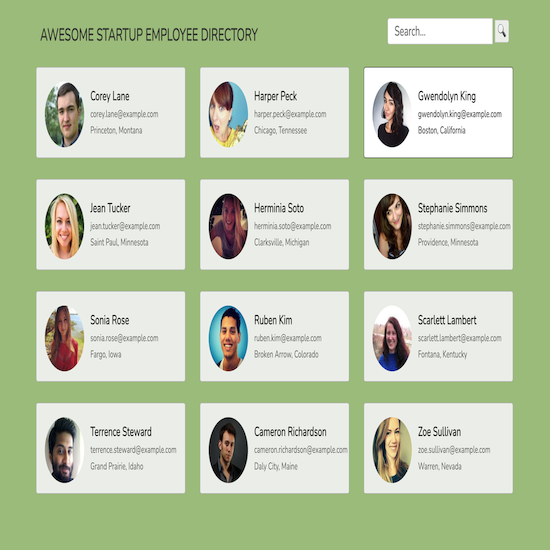 AWESOME STARTUP EMPLOYEE DIRECTORY
Search...
Corey Lane
corey.lane@example.com
Princeton, Montana
Harper Peck
harper.peck@example.com
Chicago, Tennessee
Gwendolyn King
gwendolyn.king@example.com
Boston, California
Jean Tucker
jean.tucker@example.com
Saint Paul, Minnesota
Herminia Soto
herminia.soto@example.com
Clarksville, Michigan
Stephanie Simmons
stephanie.simmons@example.com
Providence, Minnesota
Sonia Rose
sonia.rose@example.com
Fargo, Iowa
Ruben Kim
ruben.kim@example.com
Broken Arrow, Colorado
Scarlett Lambert
scarlett.lambert@example.com
Fontana, Kentucky
Terrence Steward
terrence.steward@example.com
Grand Prairie, Idaho
Cameron Richardson
cameron.richardson@example.com
Daly City, Maine
Zoe Sullivan
zoe.sullivan@example.com
Warren, Nevada